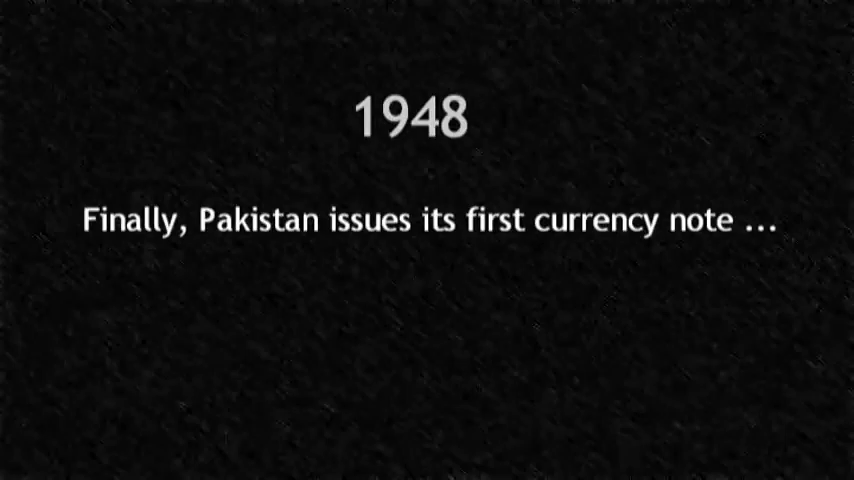 1948
Finally, Pakistan issues its first currency note ...